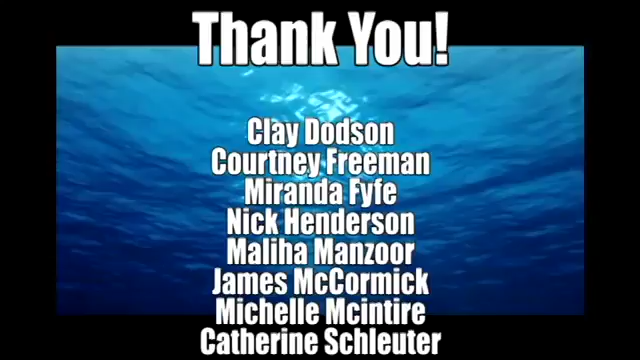 Thank You!
Clay Dodson
Courtney Freeman
Miranda Fyfe
Nick Henderson
Maliha Manzoor
James McCormick
Michelle Mcintire
Catherine Schleuter